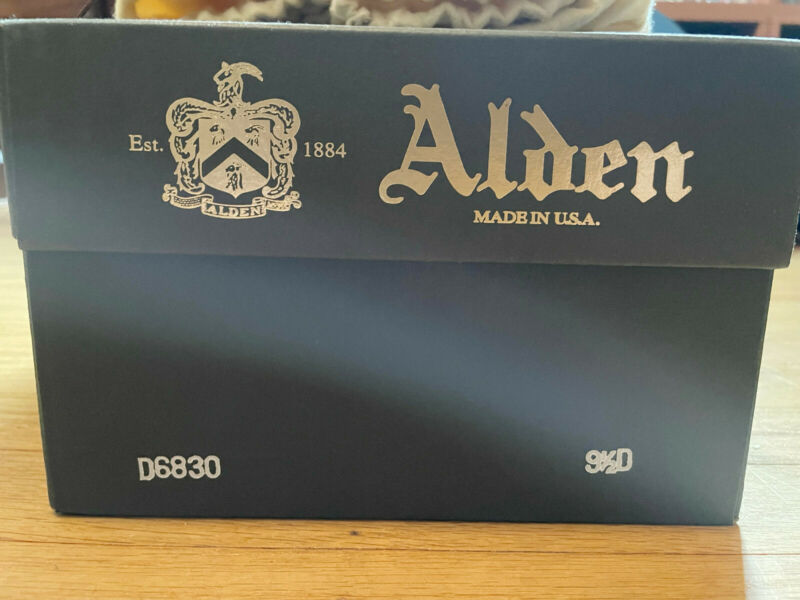 Est.
1884
ALDEN
Alden
MADE IN U.S.A.
D6830
9½D